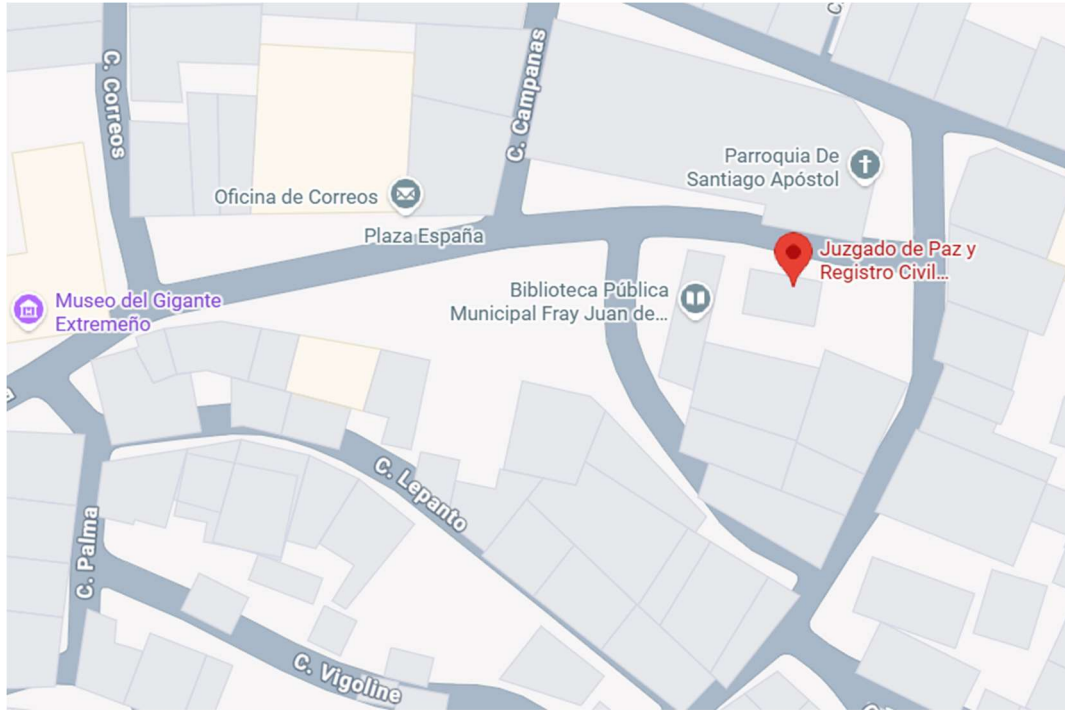 C. Correos
C. Campanas
Parroquia De
Santiago Apóstol
Oficina de Correos
Plaza España
Juzgado de Paz y
Registro Civil...
Museo del Gigante
Extremeño
Biblioteca Pública
Municipal Fray Juan de...
C. Lepanto
C. Palma
C. Vigoline